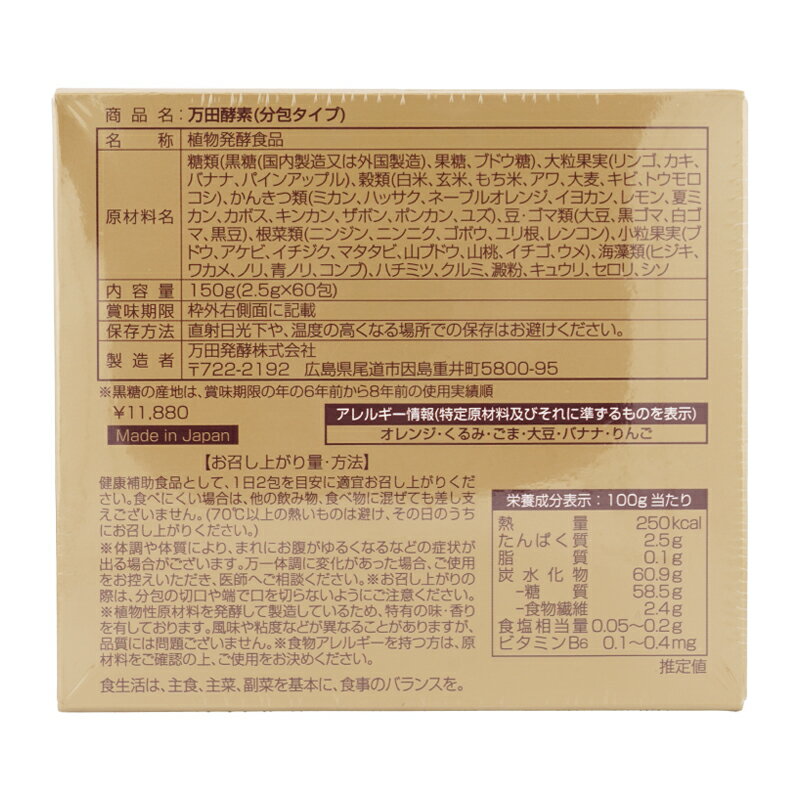 商品名:万田酵素(分包タイプ)
名称 植物発酵食品
原材料名 糖類(黒糖(国内製造又は外国製造)、果糖、ブドウ糖)、大粒果実(リンゴ、カキ、
バナナ、パインアップル)、穀類(白米、玄米、もち米、アワ、大麦、キビ、トウモロ
コシ)、かんきつ類(ミカン、ハッサク、ネーブルオレンジ、イヨカン、レモン、夏ミ
カン、カボス、キンカン、ザボン、ポンカン、ユズ)、豆・ゴマ類(大豆、黒ゴマ、白ゴ
マ、黒豆)、根菜類(ニンジン、ニンニク、ゴボウ、ユリ根、レンコン)、小粒果実(ブ
ドウ、アケビ、イチジク、マタタビ、山ブドウ、山桃、イチゴ、ウメ)、海藻類(ヒジキ、
ワカメ、ノリ、青ノリ、コンブ)、ハチミツ、クルミ、澱粉、キュウリ、セロリ、シソ
内容量 150g(2.5g×60包)
賞味期限 枠外右側面に記載
保存方法 直射日光下や、温度の高くなる場所での保存はお避けください。
製造者 万田発酵株式会社
〒722-2192 広島県尾道市因島重井町5800-95
※黒糖の産地は、賞味期限の年の6年前から8年前の使用実績順
¥11,880
Made in Japan
アレルギー情報(特定原材料及びそれに準ずるものを表示)
オレンジ・くるみ・ごま・大豆・バナナ・りんご
【お召し上がり量・方法】
健康補助食品として、1日2包を目安に適宜お召し上がりくだ
さい。食べにくい場合は、他の飲み物、食べ物に混ぜても差し支
えございません。(70℃以上の熱いものは避け、その日のうち
にお召し上がりください。)
※体調や体質により、まれにお腹がゆるくなるなどの症状が
出る場合がございます。万一体調に変化があった場合、ご使用
をお控えいただき、医師へご相談ください。※お召し上がりの
際は、分包の切口や端で口を切らないようにご注意ください。
※植物性原材料を発酵して製造しているため、特有の味・香り
を有しております。風味や粘度などが異なることがありますが、
品質には問題ございません。※食物アレルギーを持つ方は、原
材料をご確認の上、ご使用をお決めください。
食生活は、主食、主菜、副菜を基本に、食事のバランスを。
栄養成分表示:100g当たり
熱量 250kcal
たんぱく質 2.5g
脂質 0.1g
炭水化物 60.9g
-糖質 58.5g
-食物繊維 2.4g
食塩相当量 0.05〜0.2g
ビタミンB6 0.1〜0.4mg
推定値